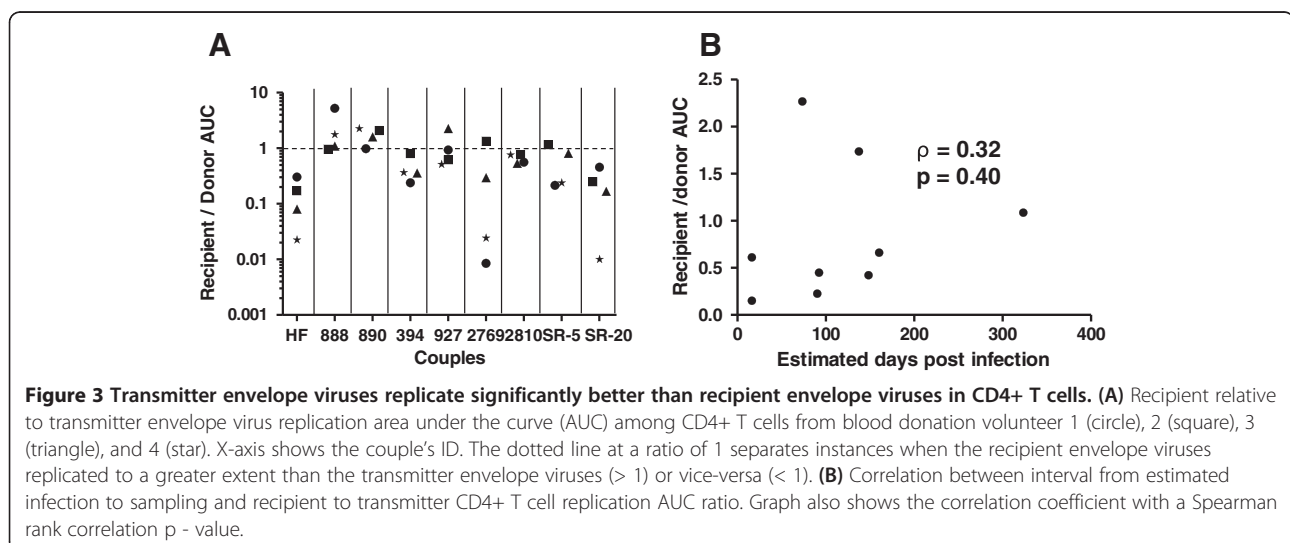 A
B
Recipient / Donor AUC
10
1
0.1
0.01
0.001
HF 888 890 394 927 2769 2810 SR-5 SR-20
Couples
Recipient /donor AUC
2.5
2.0
1.5
1.0
0.5
0.0
ρ = 0.32
p = 0.40
0 100 200 300 400
Estimated days post infection
Figure 3 Transmitter envelope viruses replicate significantly better than recipient envelope viruses in CD4+ T cells. (A) Recipient relative
to transmitter envelope virus replication area under the curve (AUC) among CD4+ T cells from blood donation volunteer 1 (circle), 2 (square), 3
(triangle), and 4 (star). X-axis shows the couple's ID. The dotted line at a ratio of 1 separates instances when the recipient envelope viruses
replicated to a greater extent than the transmitter envelope viruses (> 1) or vice-versa (< 1). (B) Correlation between interval from estimated
infection to sampling and recipient to transmitter CD4+ T cell replication AUC ratio. Graph also shows the correlation coefficient with a Spearman
rank correlation p - value.